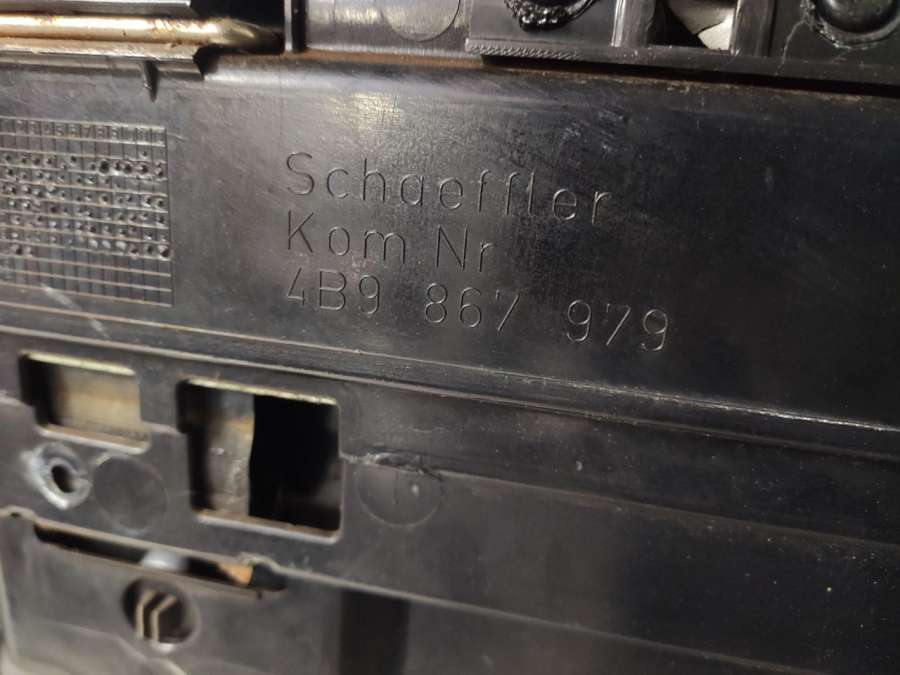 Schaeffler
Kom.Nr
4B9 867 979